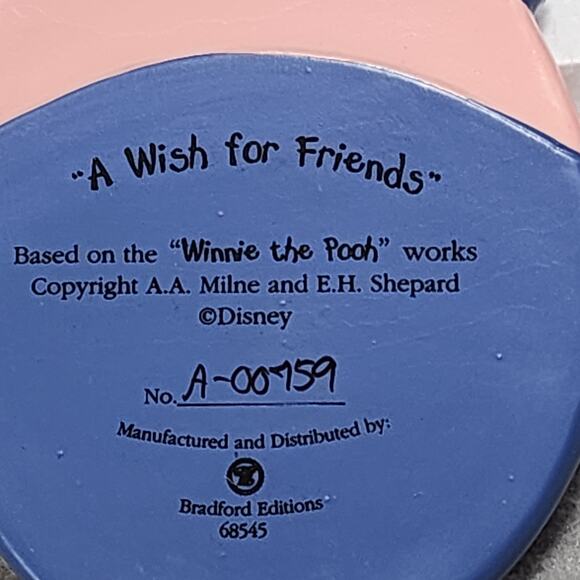 "A Wish for Friends"
Based on the "Winnie the Pooh" works
Copyright A.A. Milne and E.H. Shepard
©Disney
No. A-00759
Manufactured and Distributed by:
Bradford Editions
68545